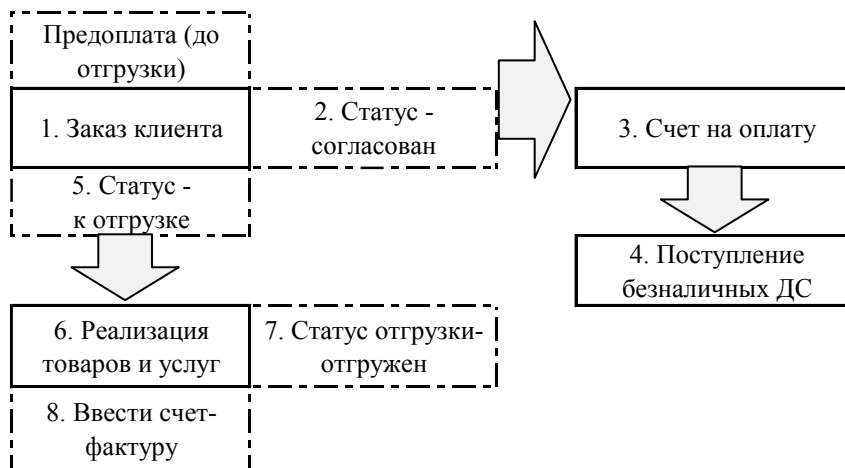 Предоплата (до
отгрузки)
1. Заказ клиента
2. Статус -
согласован
3. Счет на оплату
5. Статус -
к отгрузке
4. Поступление
безналичных ДС
6. Реализация
товаров и услуг
7. Статус отгрузки-
отгружен
8. Ввести счет-
фактуру